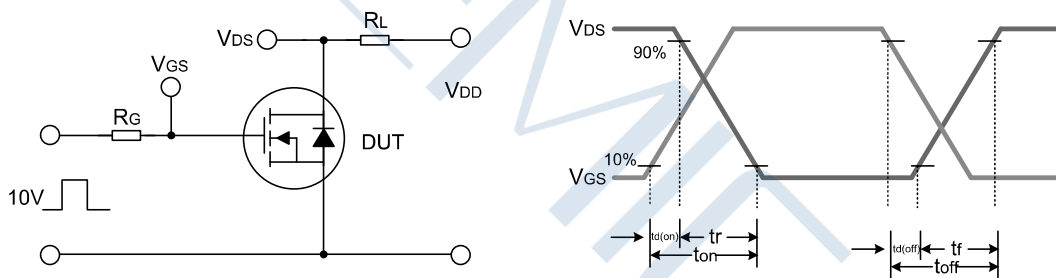 RL
VDS
VGS
VDD
RG
DUT
10V
VDS
90%
10%
VGS
td(on)
tr
ton
td(off)
tf
toff